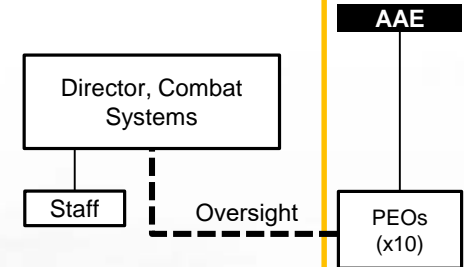 AAE
Director, Combat
Systems
Staff
Oversight
PEOs
(x10)